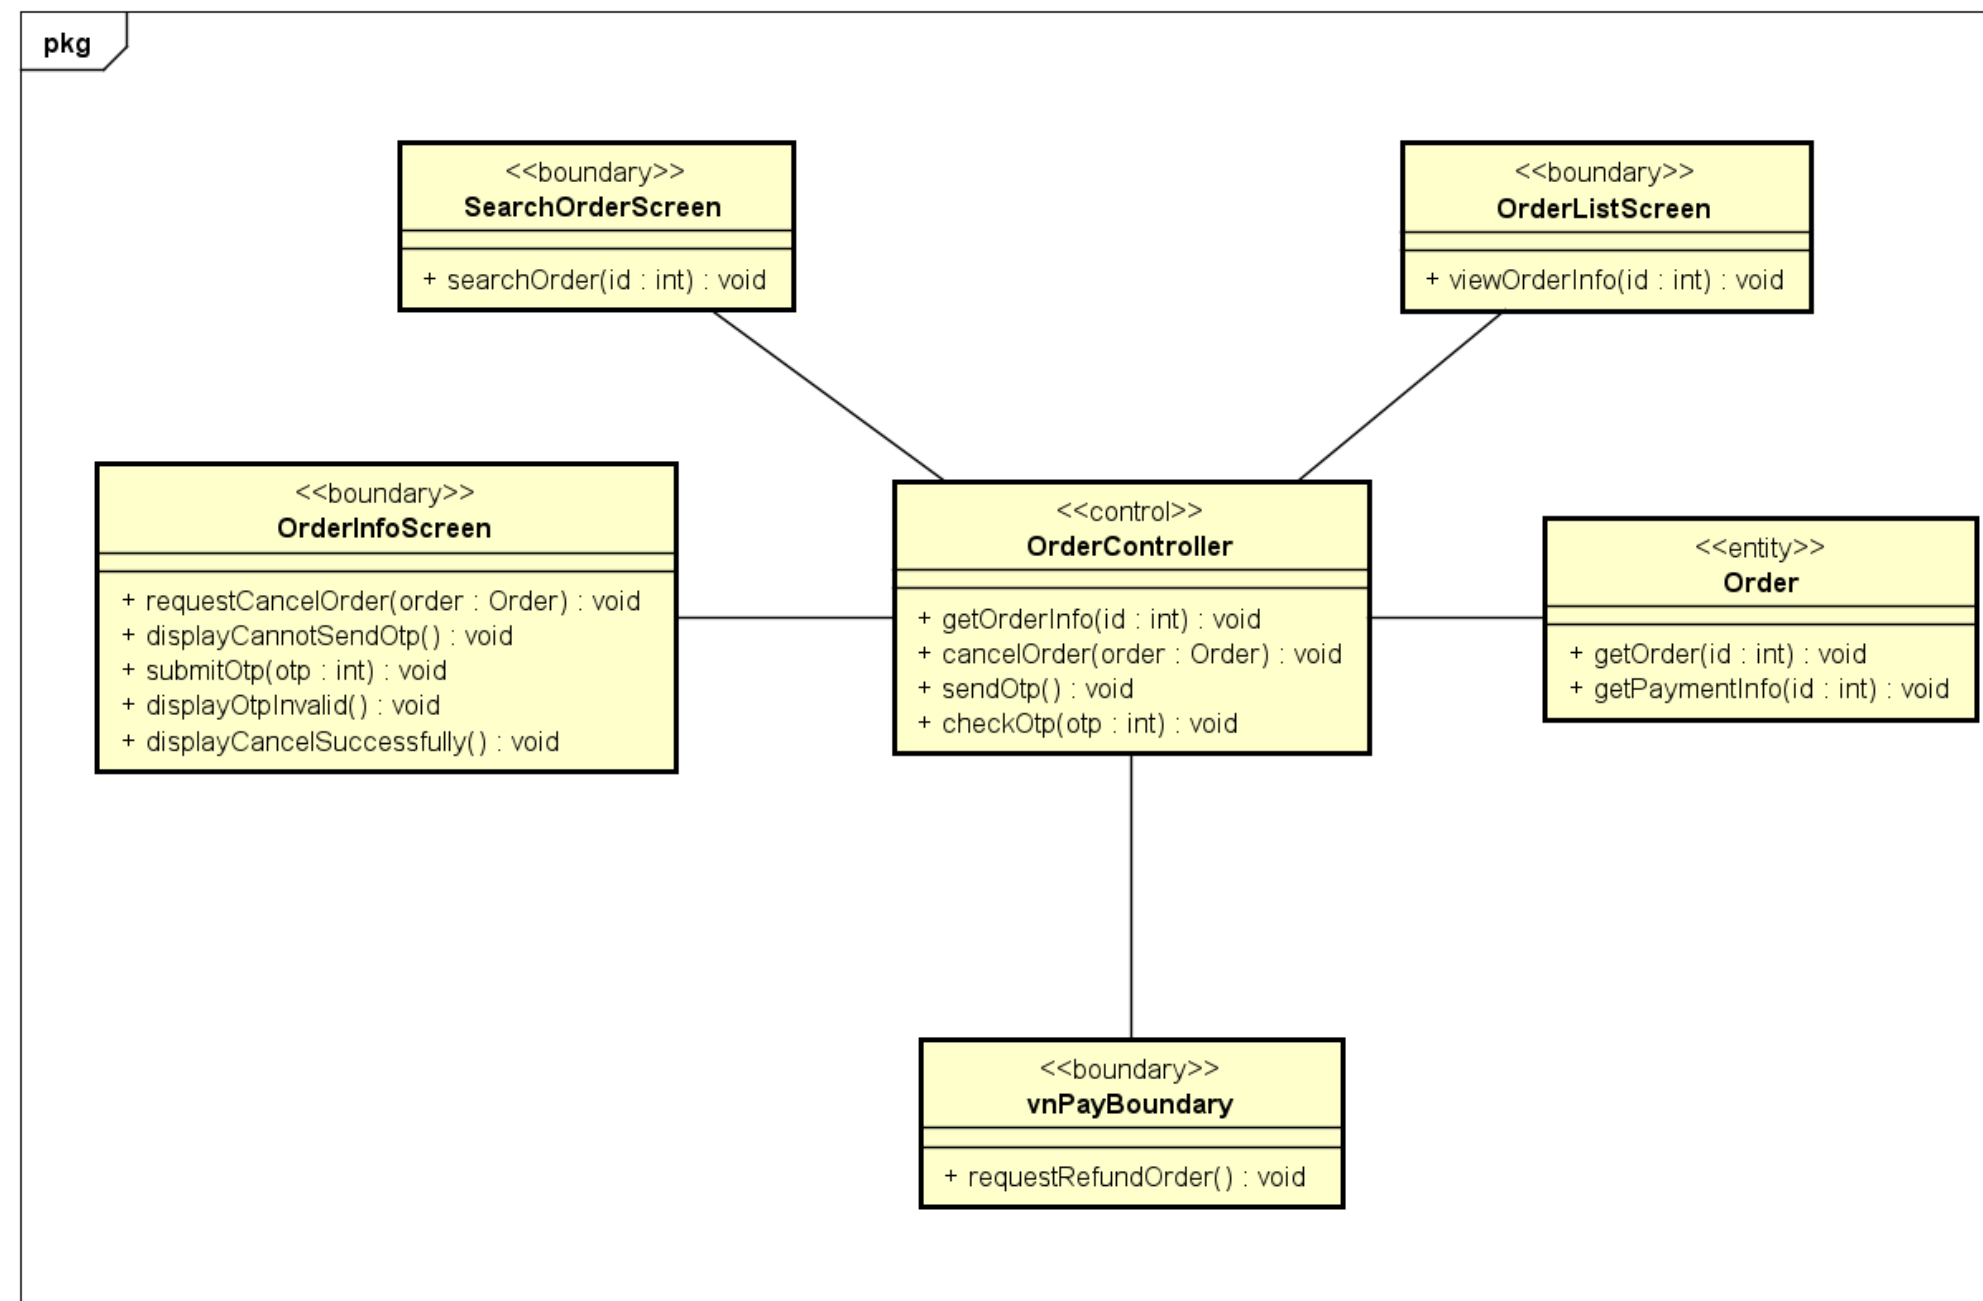 pkg
<<boundary>>
SearchOrderScreen
+ searchOrder(id : int) : void
<<boundary>>
OrderListScreen
+ viewOrderInfo(id : int) : void
<<boundary>>
OrderInfoScreen
+ requestCancelOrder(order : Order) : void
+ displayCannotSendOtp() : void
+ submitOtp(otp : int) : void
+ displayOtpInvalid() : void
+ displayCancelSuccessfully() : void
<<control>>
OrderController
+ getOrderInfo(id : int) : void
+ cancelOrder(order : Order) : void
+ sendOtp() : void
+ checkOtp(otp : int) : void
<<entity>>
Order
+ getOrder(id : int) : void
+ getPaymentInfo(id : int) : void
<<boundary>>
vnPayBoundary
+ requestRefundOrder() : void